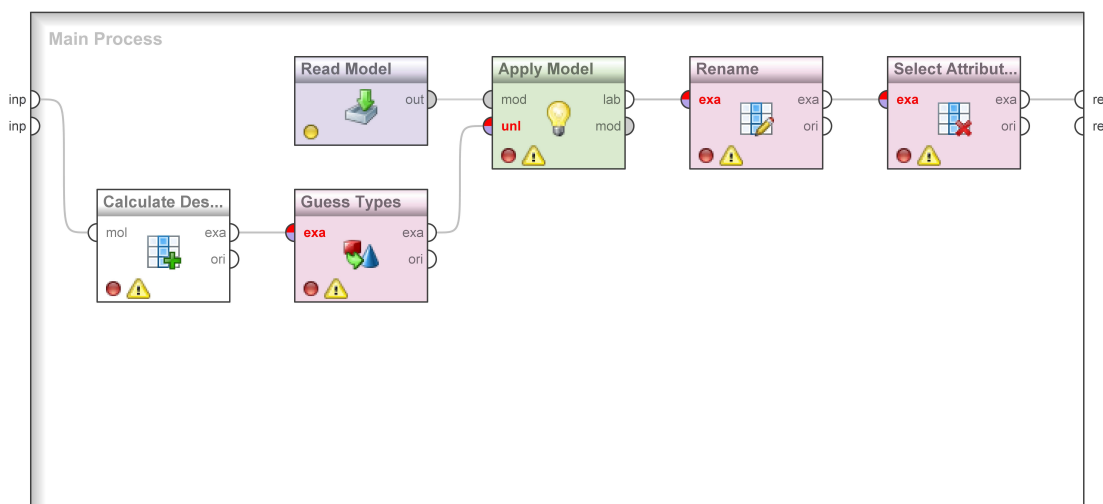 Main Process
Read Model
Apply Model
Rename
Select Attribut...
inp
out
mod
lab
exa
exa
exa
exa
re
inp
unl
mod
ori
ori
re
Calculate Des...
Guess Types
mol
exa
exa
exa
ori
ori